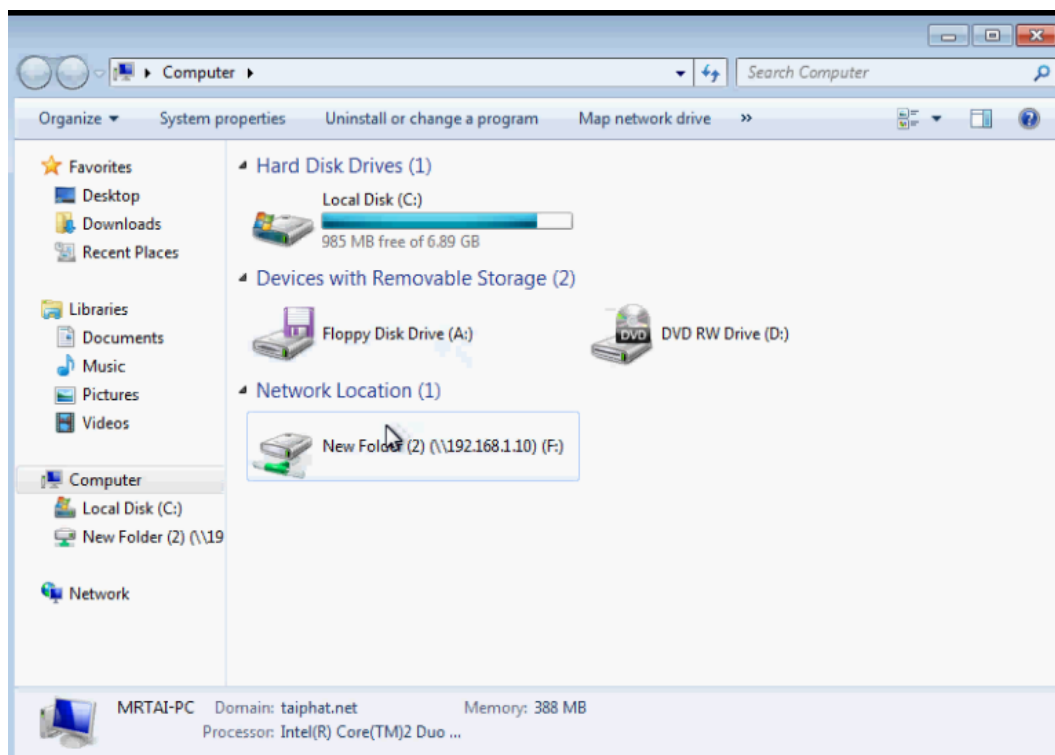 Computer
Search Computer
Organize
System properties
Uninstall or change a program
Map network drive
»
Favorites
Desktop
Downloads
Recent Places
Libraries
Documents
Music
Pictures
Videos
Computer
Local Disk (C:)
New Folder (2) (\\19
Network
Hard Disk Drives (1)
Local Disk (C:)
985 MB free of 6.89 GB
Devices with Removable Storage (2)
Floppy Disk Drive (A:)
DVD
DVD RW Drive (D:)
Network Location (1)
New Folder (2) (\\192.168.1.10) (F:)
MRTAI-PC Domain: taiphat.net Memory: 388 MB
Processor: Intel(R) Core(TM)2 Duo ...